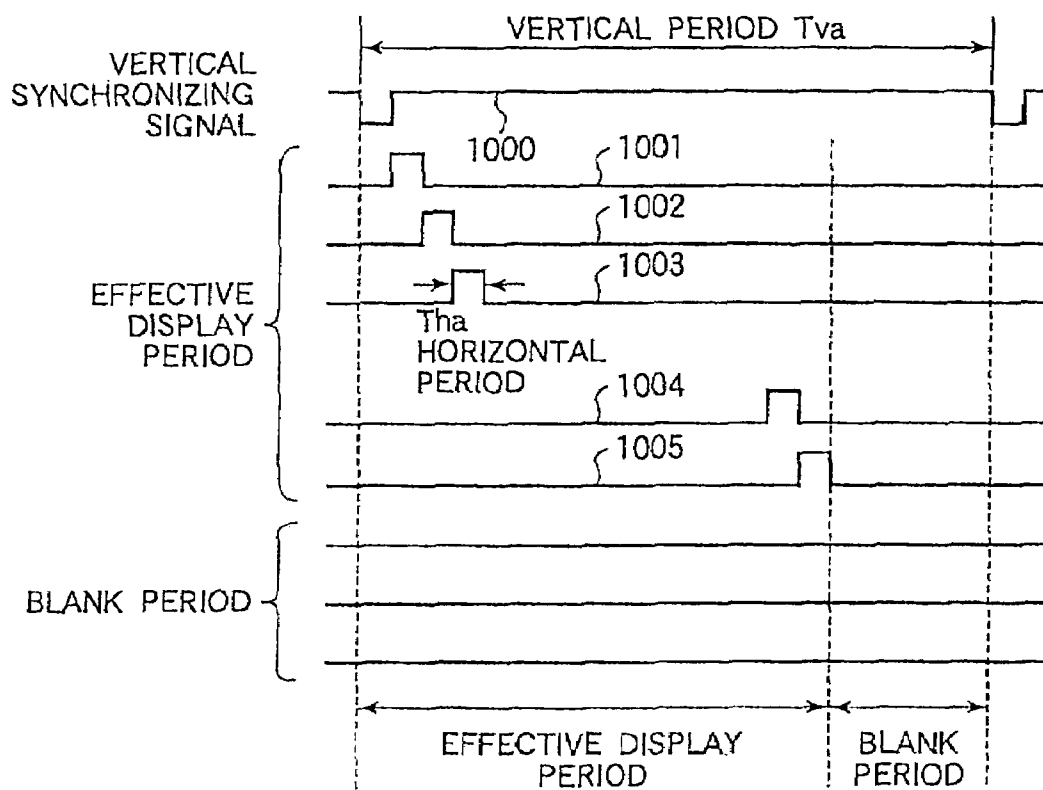 VERTICAL PERIOD Tva
VERTICAL
SYNCHRONIZING
SIGNAL
1000
1001
1002
1003
EFFECTIVE
DISPLAY
PERIOD
Tha
HORIZONTAL
PERIOD
1004
1005
BLANK PERIOD
EFFECTIVE DISPLAY
PERIOD
BLANK
PERIOD